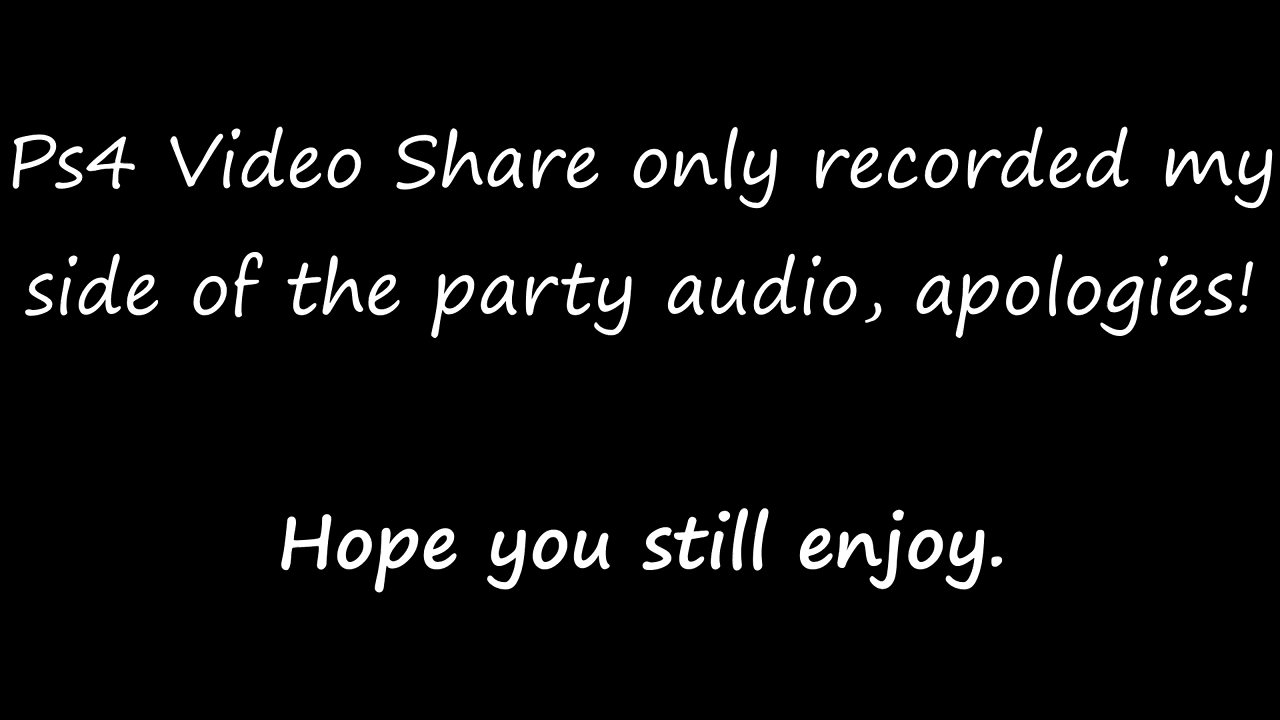 Ps4 Video Share only recorded my
side of the party audio, apologies!
Hope you still enjoy.